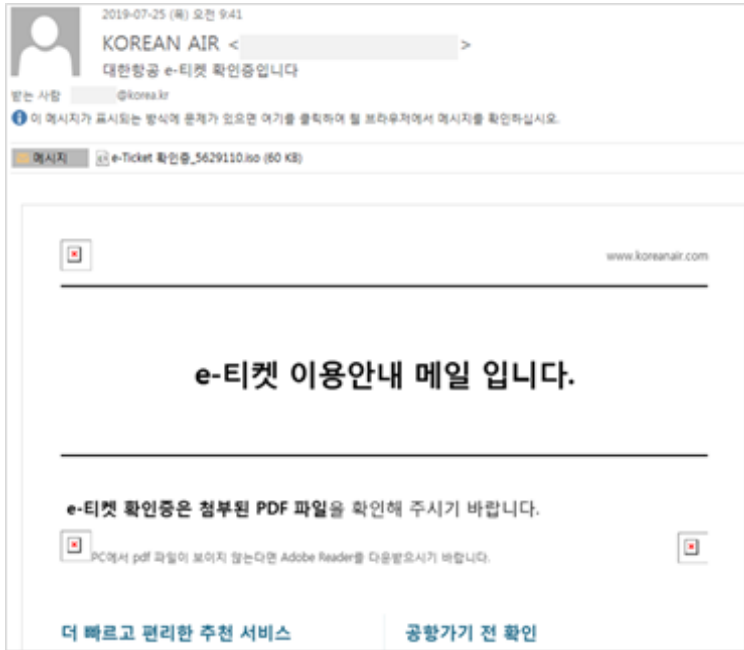 2019-07-25 (목) 오전 9:41
KOREAN AIR < >
대한항공 e-티켓 확인증입니다
받는 사람 @korea.kr
이 메시지가 표시되는 방식에 문제가 있으면 여기를 클릭하여 웹 브라우저에서 메시지를 확인하십시오.
메시지 e-Ticket 확인증_5629110.iso (60 KB)
www.koreanair.com
e-티켓 이용안내 메일 입니다.
e-티켓 확인증은 첨부된 PDF 파일을 확인해 주시기 바랍니다.
PC에서 pdf 파일이 보이지 않는다면 Adobe Reader를 다운받으시기 바랍니다.
더 빠르고 편리한 추천 서비스
공항가기 전 확인